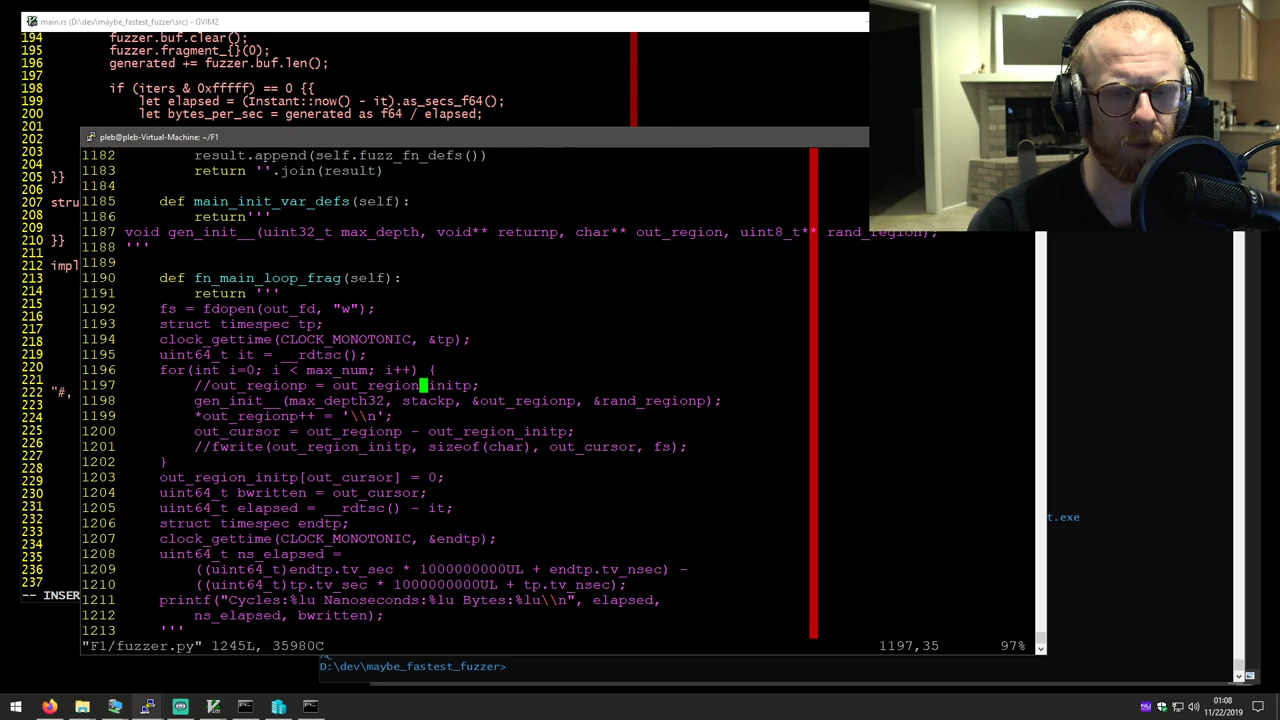 main.rs (D:\dev\maybe_fastest_fuzzer\src) - GVIM2
194         fuzzer.buf.clear();
195         fuzzer.fragment_{}(0);
196         generated += fuzzer.buf.len();
197
198         if (iters & 0xfffff) == 0 {{
199             let elapsed = (Instant::now() - it).as_secs_f64();
200             let bytes_per_sec = generated as f64 / elapsed;
201
202
203
204
205 }}
206
207 stru
208
209
210 }}
211
212 impl
213
214
215
216
217
218
219
220
221
222 "#,
223
224
225
226
227
228
229
230
231
232
233
234
235
236
237
-- INSER
pleb@pleb-Virtual-Machine: ~/F1
1182         result.append(self.fuzz_fn_defs())
1183         return ''.join(result)
1184
1185     def main_init_var_defs(self):
1186         return'''
1187 void gen_init__(uint32_t max_depth, void** returnp, char** out_region, uint8_t** rand_region);
1188 '''
1189
1190     def fn_main_loop_frag(self):
1191         return '''
1192     fs = fdopen(out_fd, "w");
1193     struct timespec tp;
1194     clock_gettime(CLOCK_MONOTONIC, &tp);
1195     uint64_t it = __rdtsc();
1196     for(int i=0; i < max_num; i++) {
1197         //out_regionp = out_region_initp;
1198         gen_init__(max_depth32, stackp, &out_regionp, &rand_regionp);
1199         *out_regionp++ = '\\n';
1200         out_cursor = out_regionp - out_region_initp;
1201         //fwrite(out_region_initp, sizeof(char), out_cursor, fs);
1202     }
1203     out_region_initp[out_cursor] = 0;
1204     uint64_t bwritten = out_cursor;
1205     uint64_t elapsed = __rdtsc() - it;
1206     struct timespec endtp;
1207     clock_gettime(CLOCK_MONOTONIC, &endtp);
1208     uint64_t ns_elapsed =
1209         ((uint64_t)endtp.tv_sec * 1000000000UL + endtp.tv_nsec) -
1210         ((uint64_t)tp.tv_sec * 1000000000UL + tp.tv_nsec);
1211     printf("Cycles:%lu Nanoseconds:%lu Bytes:%lu\\n", elapsed,
1212         ns_elapsed, bwritten);
1213     '''
"F1/fuzzer.py" 1245L, 35980C 1197,35 97%
t.exe
^C
D:\dev\maybe_fastest_fuzzer>
01:08
11/22/2019